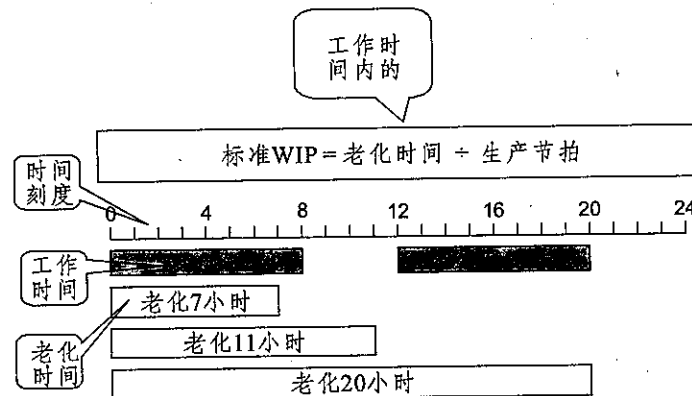 工作时
间内的
标准WIP=老化时间 ÷ 生产节拍
时间
刻度
0 4 8 12 16 20 24
工作
时间
老化7小时
老化
时间
老化11小时
老化20小时